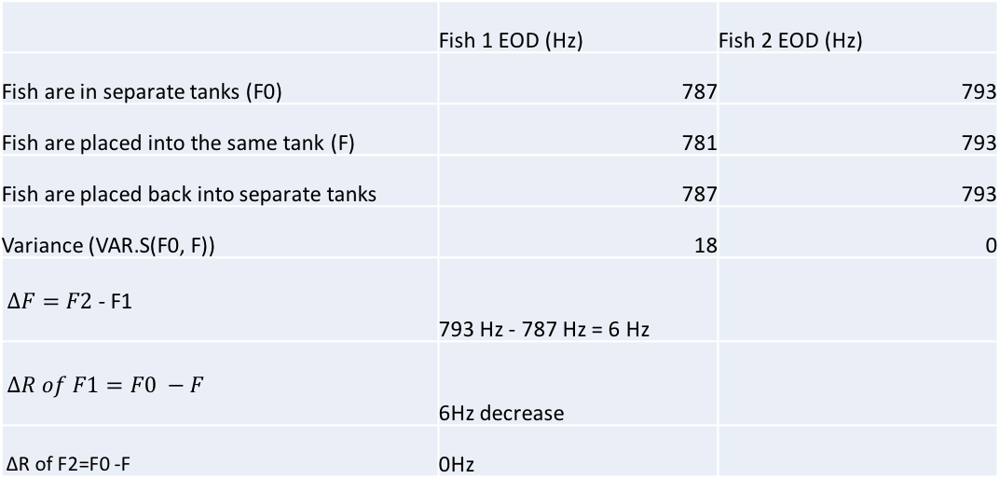 Fish 1 EOD (Hz) Fish 2 EOD (Hz)
Fish are in separate tanks (F0) 787 793
Fish are placed into the same tank (F) 781 793
Fish are placed back into separate tanks 787 793
Variance (VAR.S(F0, F)) 18 0
ΔF = F2 - F1
793 Hz - 787 Hz = 6 Hz
ΔR of F1 = F0 − F
6Hz decrease
ΔR of F2=F0 -F 0Hz